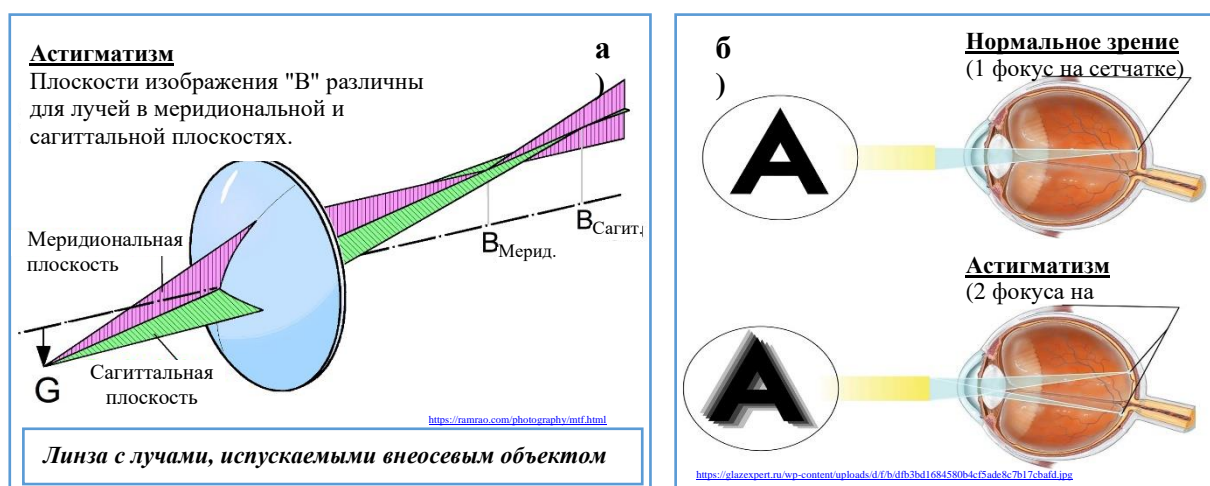 Астигматизм
Плоскости изображения "В" различны
для лучей в меридиональной и
сагиттальной плоскостях.
а
)
Меридиональная
плоскость
Сагиттальная
плоскость
G
BМерид.
BСагит.
https://ramrao.com/photography/mtf.html
Линза с лучами, испускаемыми внеосевым объектом
б
)
Нормальное зрение
(1 фокус на сетчатке)
А
Астигматизм
(2 фокуса на
А
https://glazexpert.ru/wp-content/uploads/d/f/b/dfb3bd1684580b4cf5ade8c7b17cbafd.jpg